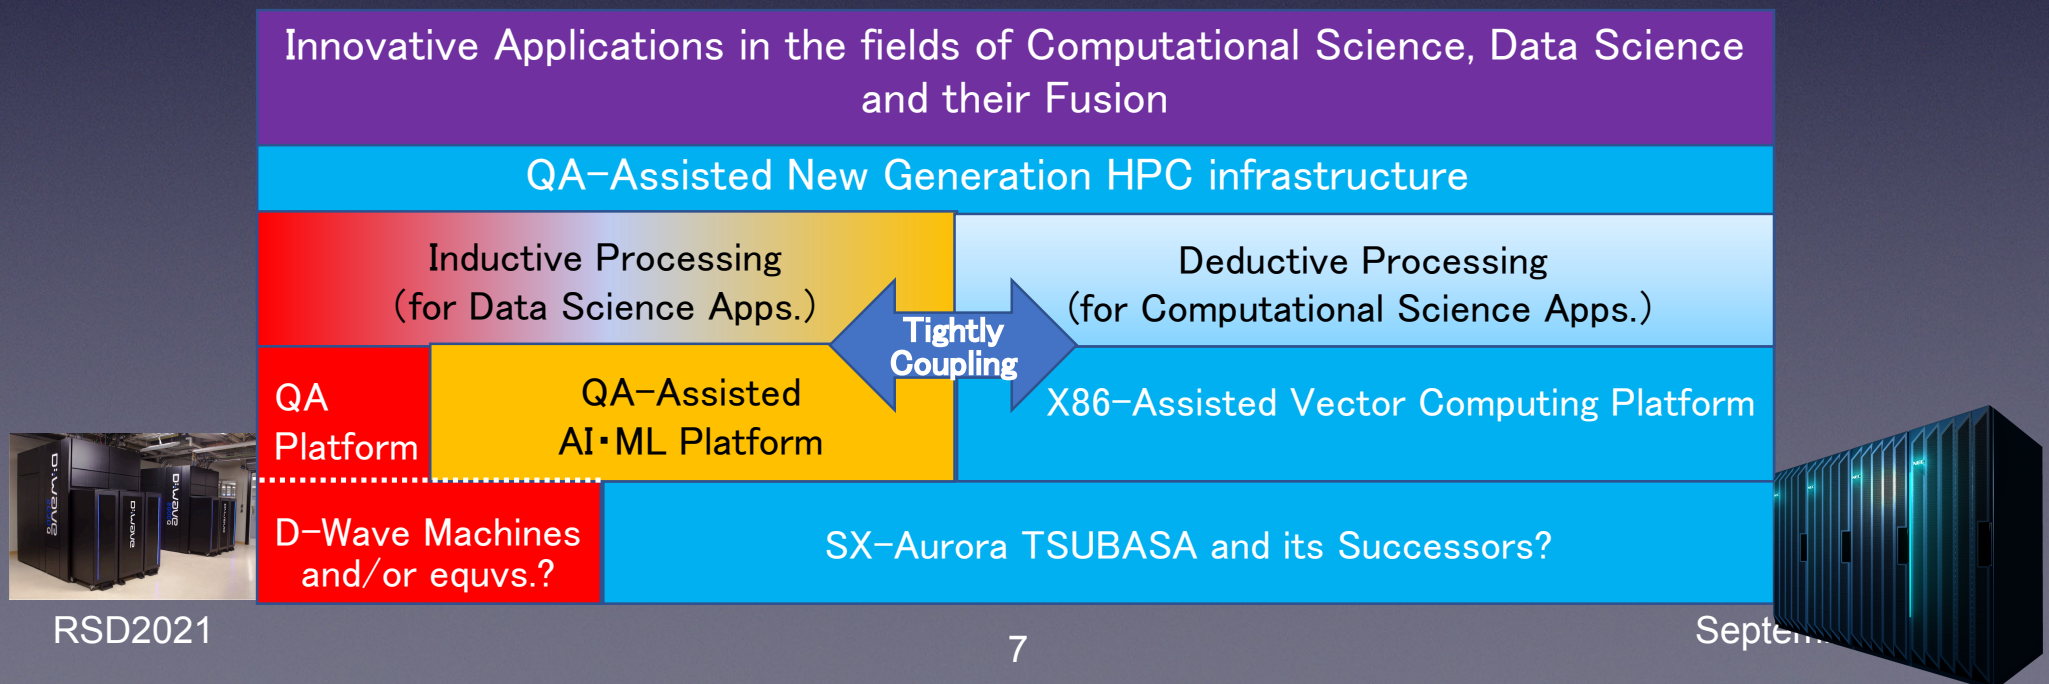 Innovative Applications in the fields of Computational Science, Data Science
and their Fusion
QA-Assisted New Generation HPC infrastructure
Inductive Processing
(for Data Science Apps.)
Deductive Processing
(for Computational Science Apps.)
Tightly
Coupling
QA
Platform
QA-Assisted
AI・ML Platform
X86-Assisted Vector Computing Platform
D-Wave Machines
and/or equvs.?
SX-Aurora TSUBASA and its Successors?
D:WAVE
D:WAVE
RSD2021
7